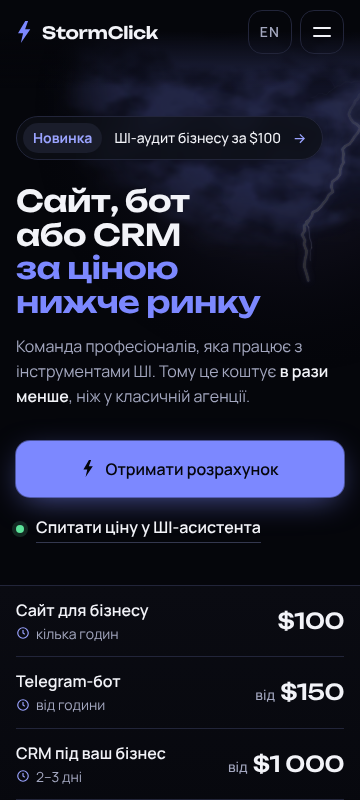 StormClick
EN
Новинка ШІ-аудит бізнесу за $100 →
Сайт, бот
або CRM
за ціною
нижче ринку
Команда професіоналів, яка працює з
інструментами ШІ. Тому це коштує в рази
менше, ніж у класичній агенції.
Отримати розрахунок
Спитати ціну у ШІ-асистента
Сайт для бізнесу
кілька годин
$100
Telegram-бот
від години
від $150
CRM під ваш бізнес
2–3 дні
від $1 000